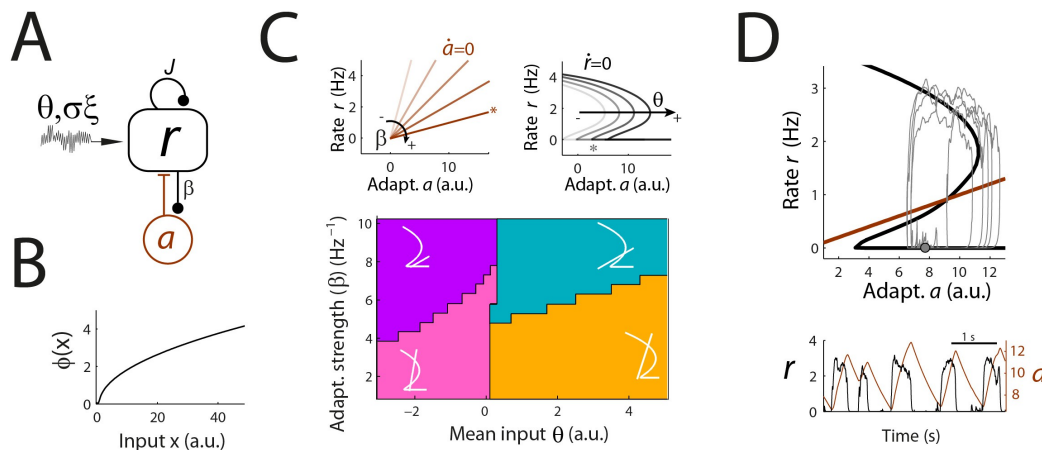 A
J
θ,σξ
r
β
a
B
ϕ(x)
4
2
0
0
20
40
Input x (a.u.)
C
ȧ=0
Rate r (Hz)
4
2
0
*
-
β
+
0
10
Adapt. a (a.u.)
ṙ=0
Rate r (Hz)
4
2
0
θ
-
+
*
0
10
Adapt. a (a.u.)
Adapt. strength (β) (Hz⁻¹)
10
8
6
4
2
−2
0
2
4
Mean input θ (a.u.)
D
Rate r (Hz)
3
2
1
0
2
4
6
8
10
12
Adapt. a (a.u.)
1 s
r
4
2
0
12
10
8
a
Time (s)